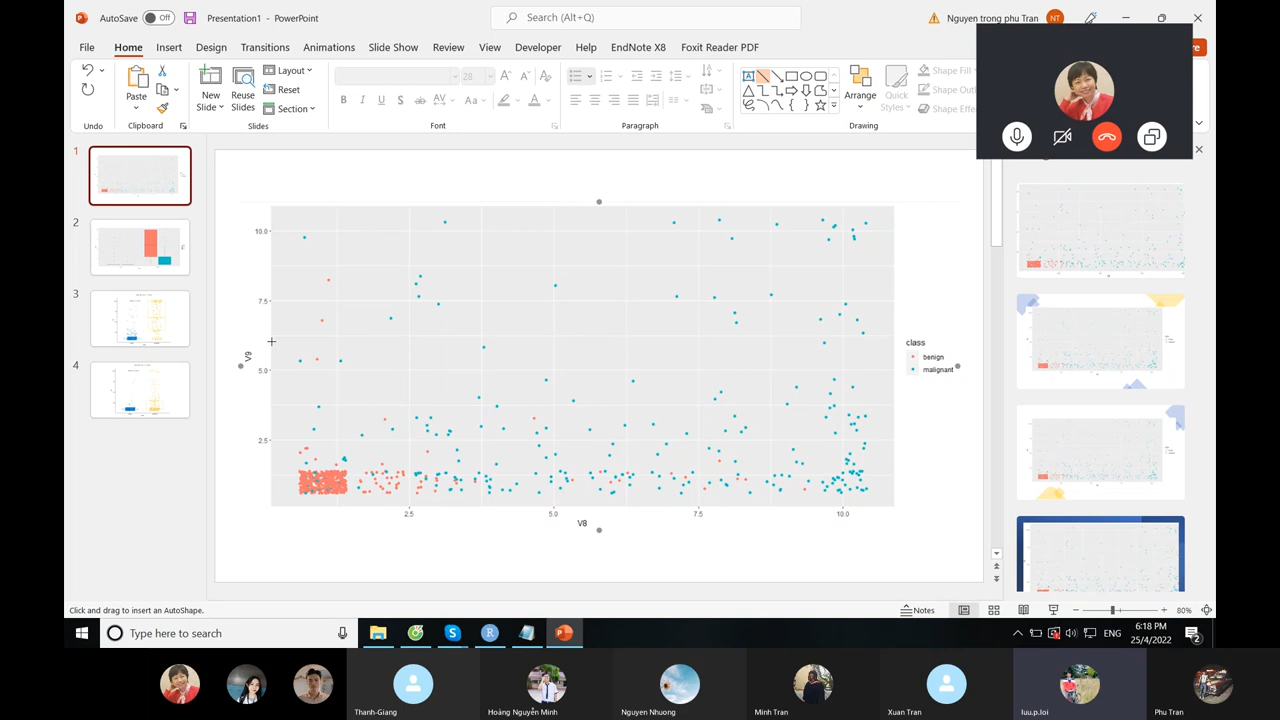 AutoSave Off Presentation1 - PowerPoint Search (Alt+Q) Nguyen trong phu Tran NT
File Home Insert Design Transitions Animations Slide Show Review View Developer Help EndNote X8 Foxit Reader PDF
Undo
Paste
Clipboard
New Slide
Reuse Slides
Layout
Reset
Section
Slides
28
Font
Paragraph
Arrange
Quick Styles
Shape Fill
Shape Out
Shape Effe
Drawing
1
2
3
4
10.0
7.5
5.0
2.5
V9
2.5 5.0 7.5 10.0
V8
class
benign
malignant
Click and drag to insert an AutoShape.
Notes
80%
Type here to search
ENG
6:18 PM
25/4/2022
2
Thanh-Giang
Hoàng Nguyễn Minh
Nguyen Nhuong
Minh Tran
Xuan Tran
luu.p.loi
Phu Tran